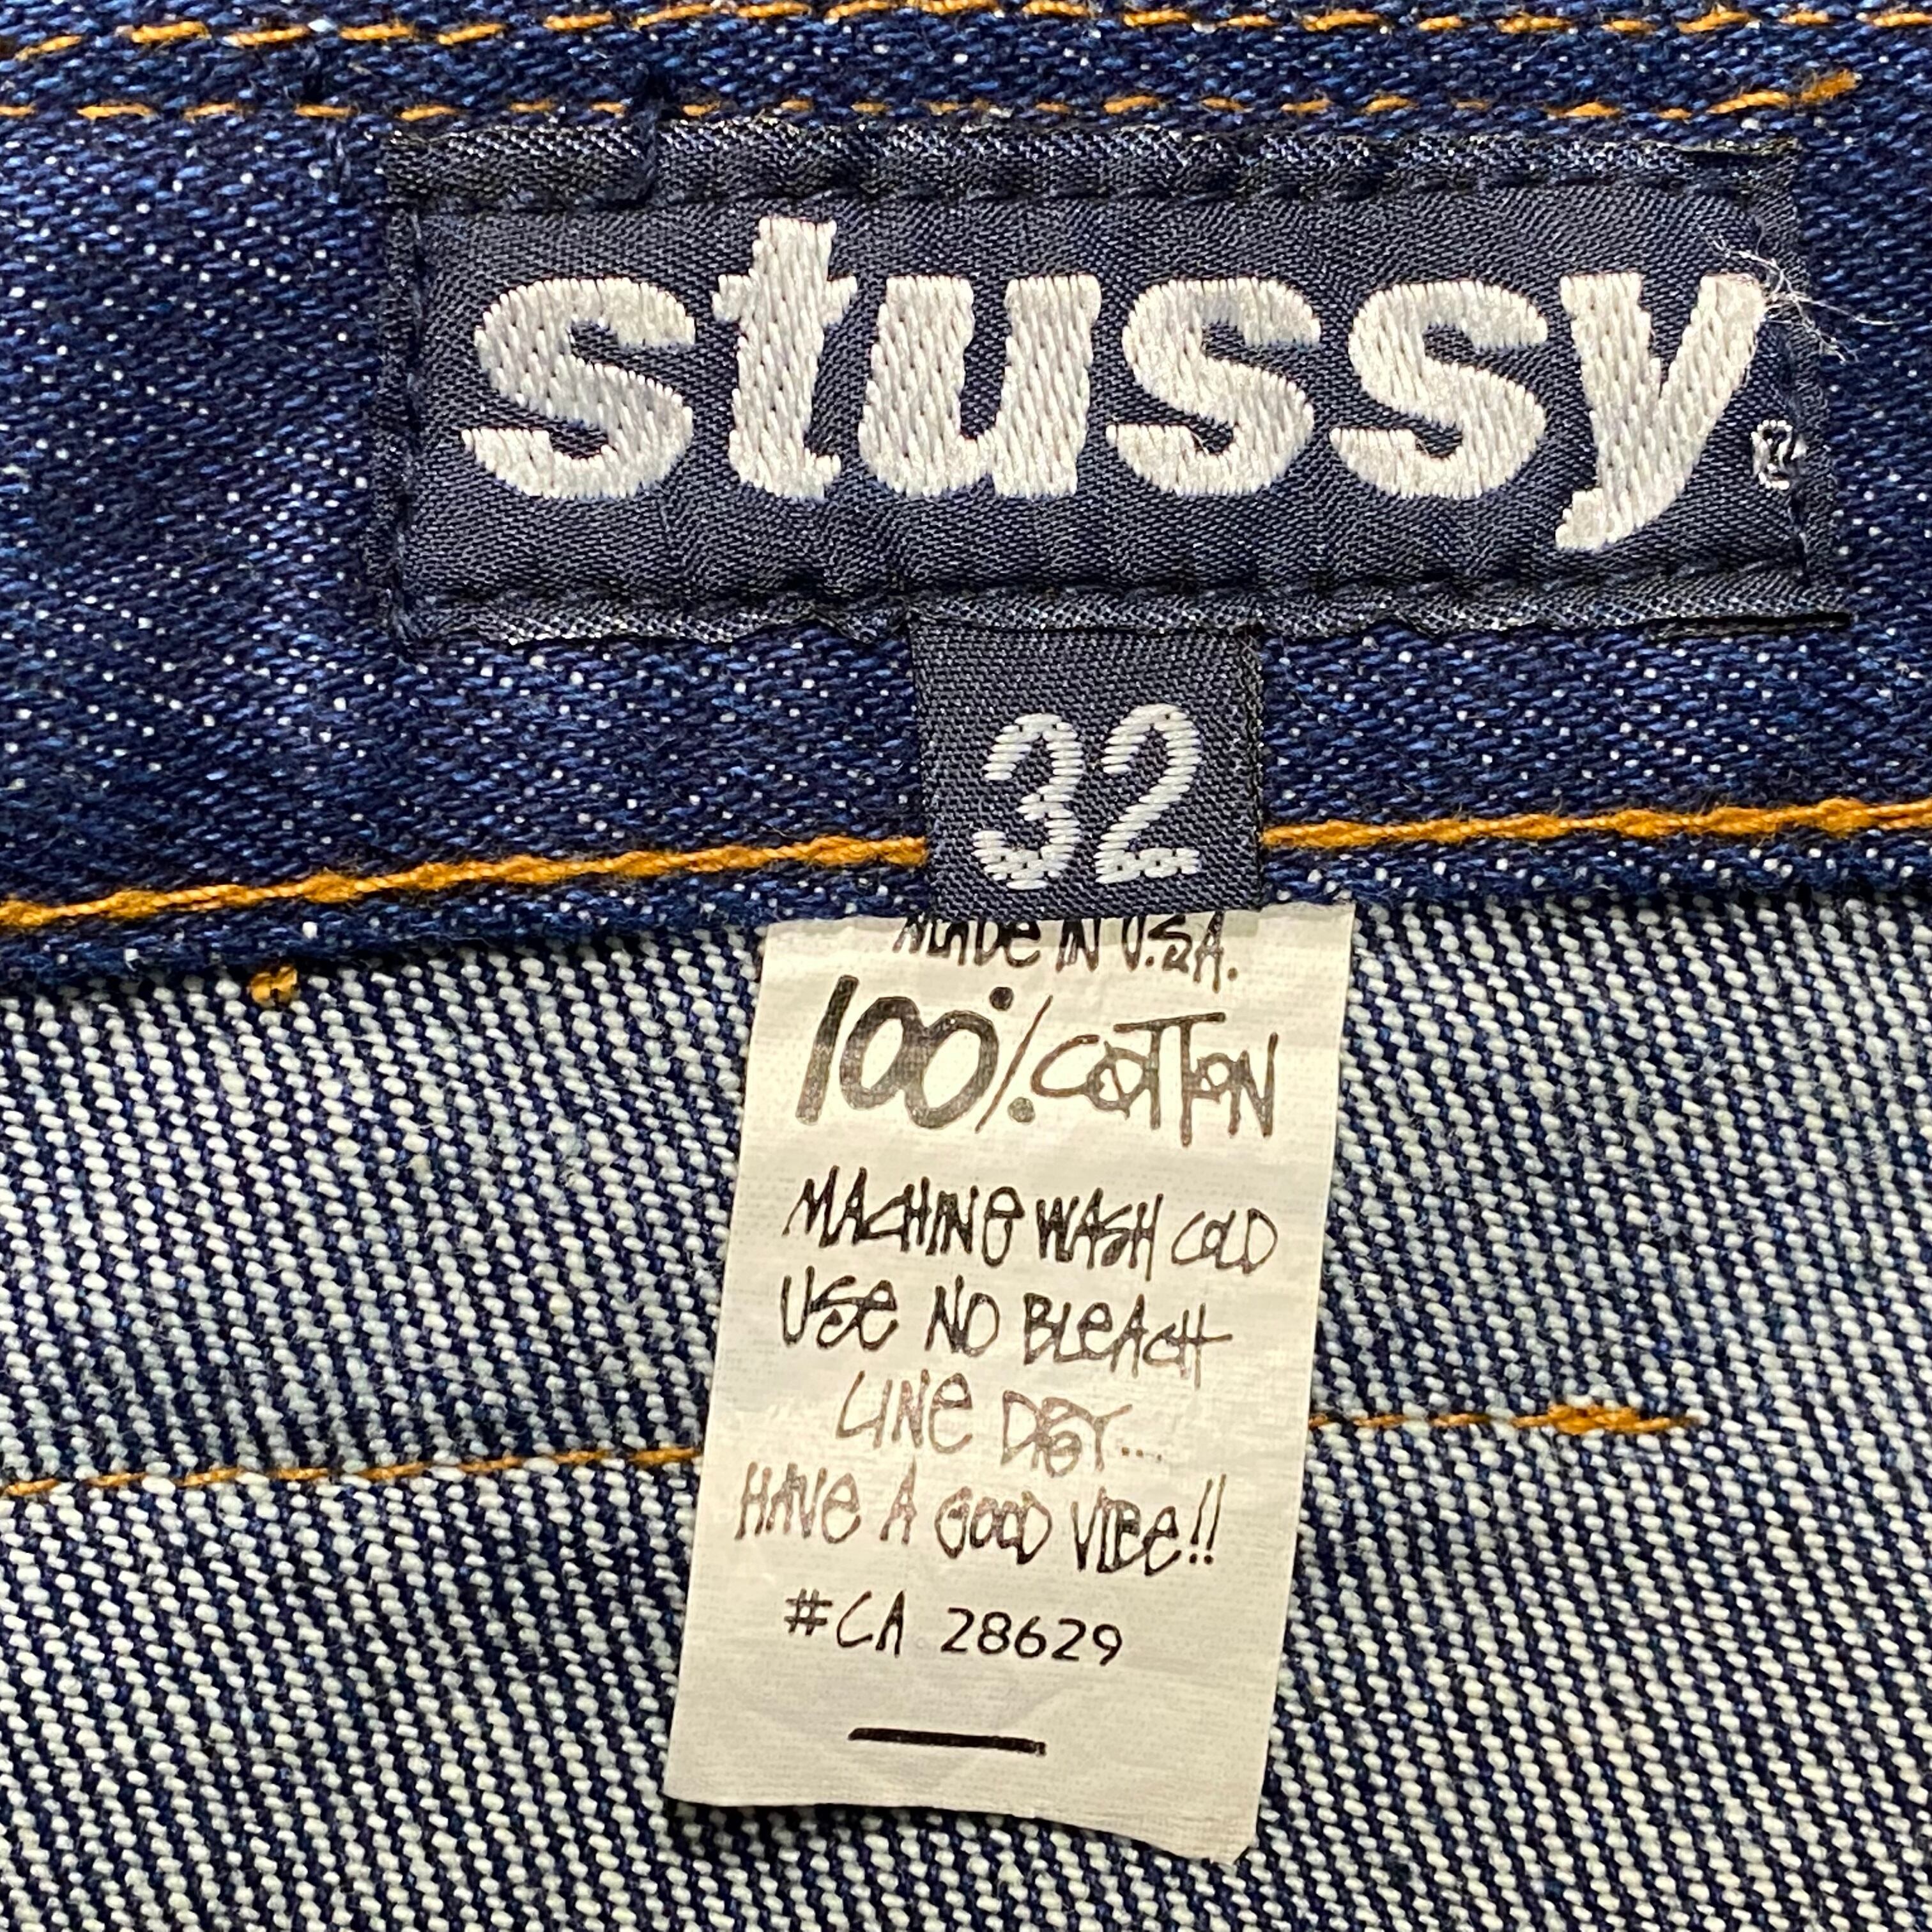 stussy®
32
MADE IN U.S.A.
100% COTTON
MACHINE WASH COLD
USE NO BLEACH
LINE DRY...
HAVE A GOOD VIBE!!
#CA 28629